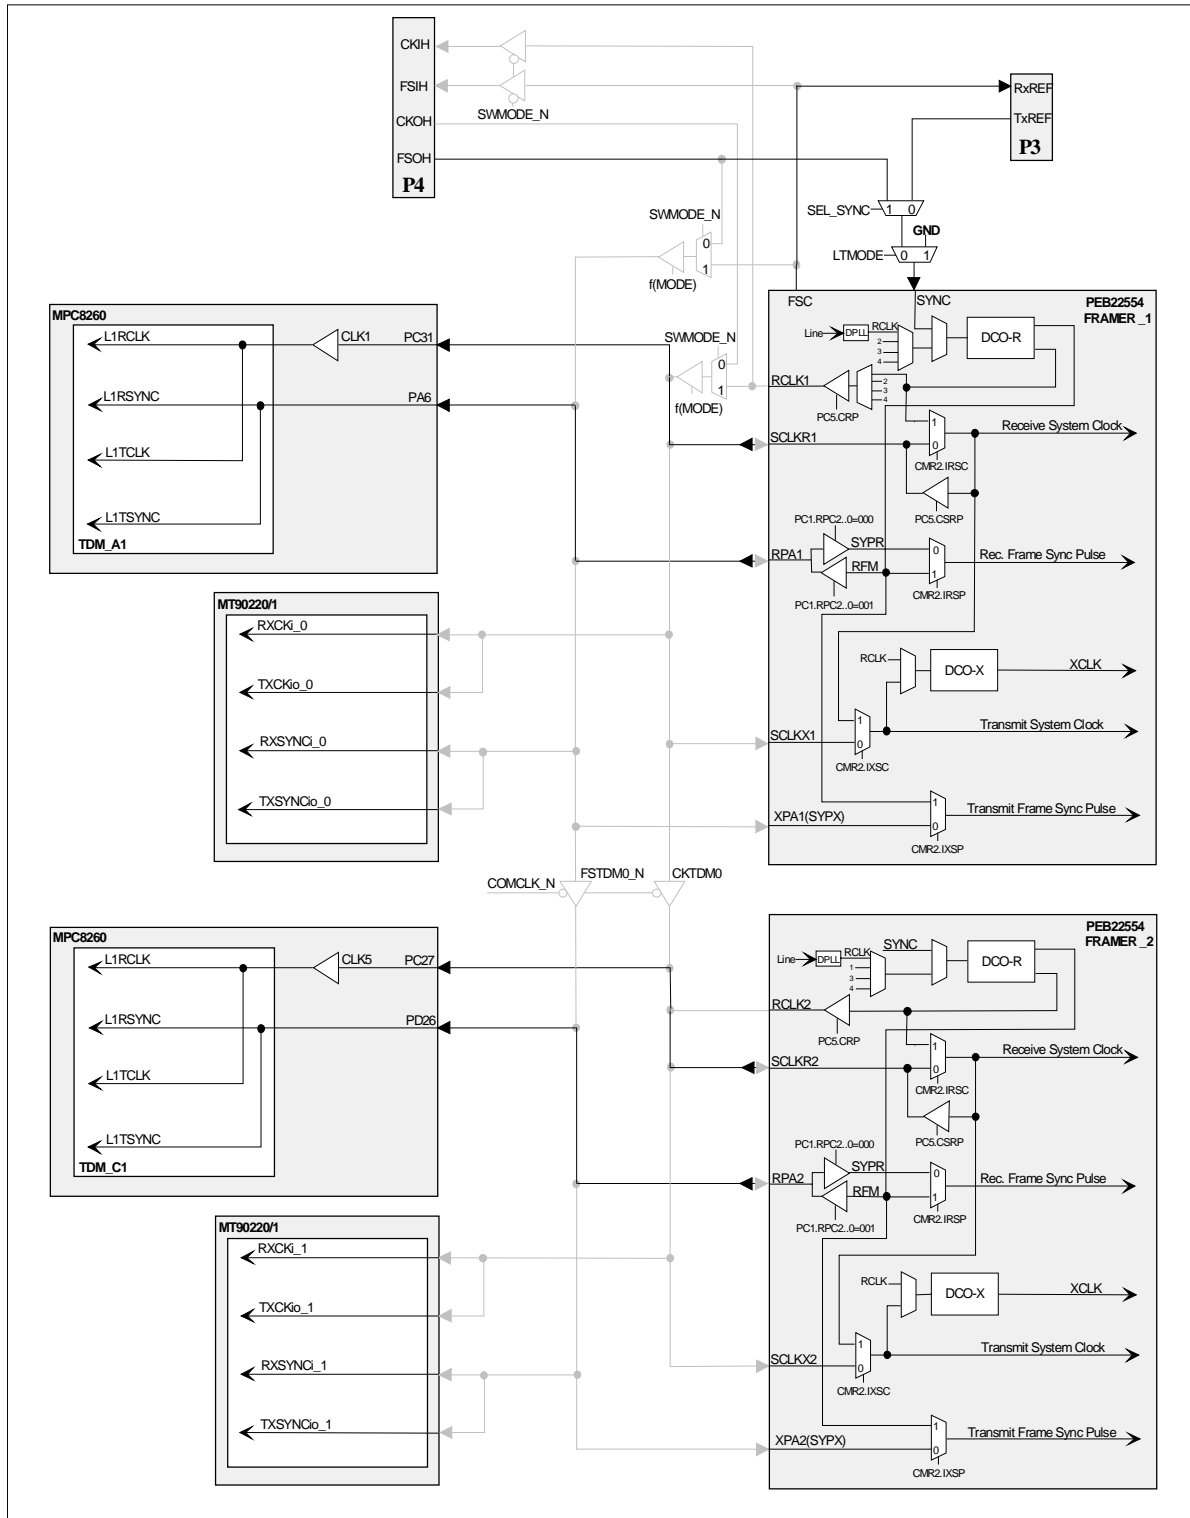 CKIH
FSIH
CKOH
FSOH
P4
SWMODE_N
RxREF
TxREF
P3
SEL_SYNC
1 0
GND
LTMODE
0 1
SWMODE_N
0
1
f(MODE)
SWMODE_N
0
1
f(MODE)
MPC8260
L1RCLK
CLK1
PC31
L1RSYNC
PA6
L1TCLK
L1TSYNC
TDM_A1
MT90220/1
RXCKi_0
TXCKio_0
RXSYNCi_0
TXSYNCio_0
FSC
SYNC
PEB22554
FRAMER_1
Line
DPLL
RCLK
2
3
4
DCO-R
RCLK1
2
3
4
PC5.CRP
SCLKR1
1
0
Receive System Clock
CMR2.IRSC
PC5.CSRP
PC1.RPC2..0=000
SYPR
RPA1
RFM
0
1
Rec. Frame Sync Pulse
PC1.RPC2..0=001
CMR2.IRSP
RCLK
DCO-X
XCLK
SCLKX1
1
0
Transmit System Clock
CMR2.IXSC
XPA1(SYPX)
1
0
Transmit Frame Sync Pulse
CMR2.IXSP
COMCLK_N
FSTDM0_N
CKTDM0
MPC8260
L1RCLK
CLK5
PC27
L1RSYNC
PD26
L1TCLK
L1TSYNC
TDM_C1
MT90220/1
RXCKi_1
TXCKio_1
RXSYNCi_1
TXSYNCio_1
PEB22554
FRAMER_2
SYNC
Line
DPLL
RCLK
1
3
4
DCO-R
RCLK2
PC5.CRP
SCLKR2
1
0
Receive System Clock
CMR2.IRSC
PC5.CSRP
PC1.RPC2..0=000
SYPR
RPA2
RFM
0
1
Rec. Frame Sync Pulse
PC1.RPC2..0=001
CMR2.IRSP
RCLK
DCO-X
XCLK
SCLKX2
1
0
Transmit System Clock
CMR2.IXSC
XPA2(SYPX)
1
0
Transmit Frame Sync Pulse
CMR2.IXSP